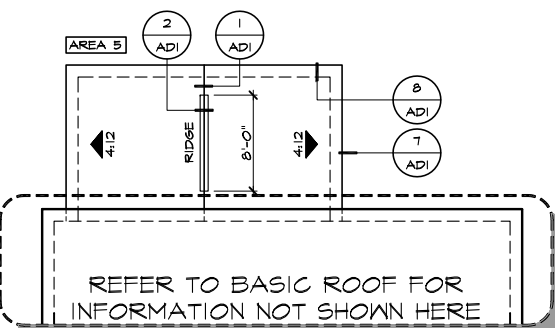 2
ADI
1
ADI
AREA 5
8
ADI
4:12
RIDGE
8'-0"
4:12
7
ADI
REFER TO BASIC ROOF FOR
INFORMATION NOT SHOWN HERE